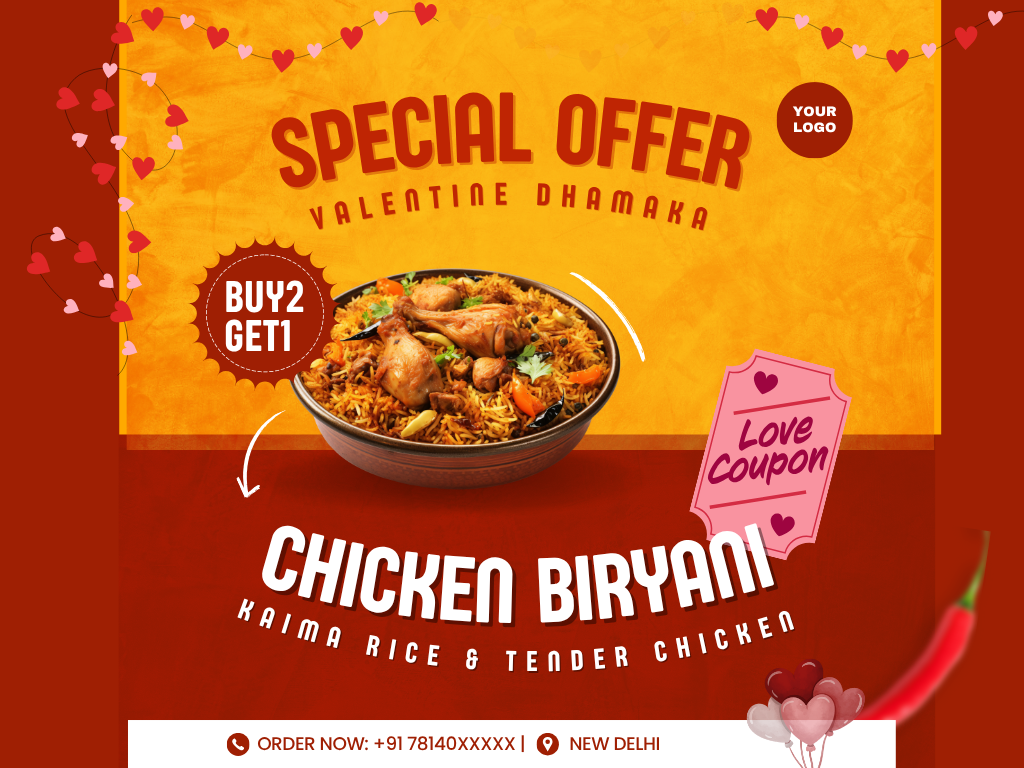 SPECIAL OFFER
YOUR
LOGO
VALENTINE DHAMAKA
BUY2
GET1
Love
Coupon
CHICKEN BIRYANI
KAIMA RICE & TENDER CHICKEN
ORDER NOW: +91 78140XXXXX |
NEW DELHI